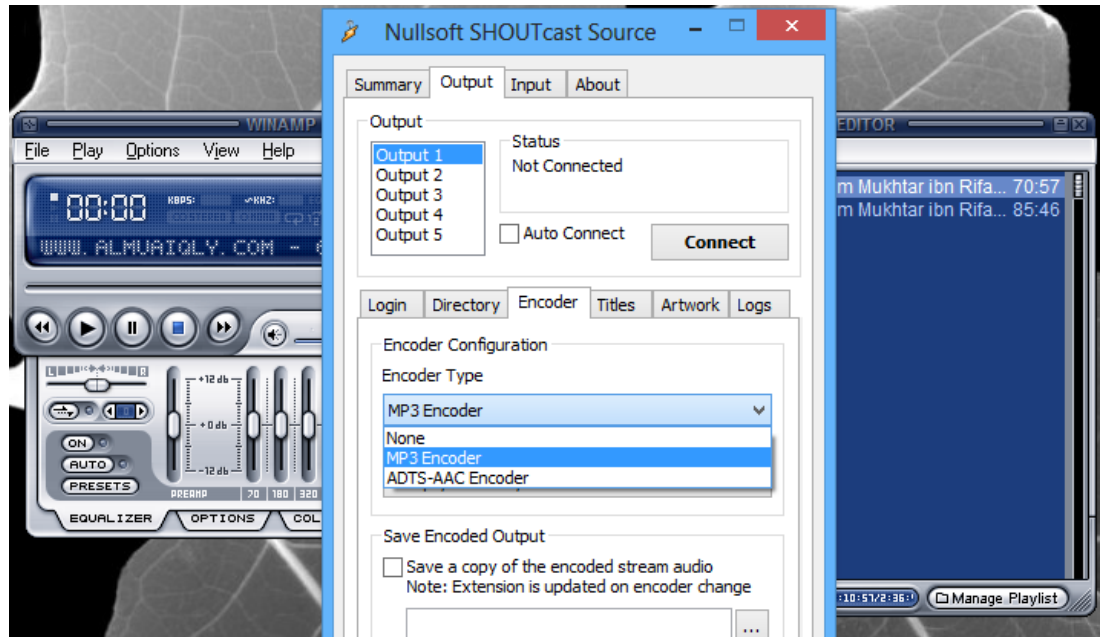 Nullsoft SHOUTcast Source
Summary Output Input About
Output
Output 1
Output 2
Output 3
Output 4
Output 5
Status
Not Connected
Auto Connect
Connect
Login Directory Encoder Titles Artwork Logs
Encoder Configuration
Encoder Type
MP3 Encoder
None
MP3 Encoder
ADTS-AAC Encoder
Save Encoded Output
Save a copy of the encoded stream audio
Note: Extension is updated on encoder change
...
WINAMP
File Play Options View Help
00:00
KBPS: KHZ:
STEREO
WWW. ALMUAIQLY. COM -
L R
+12 db
+0 db
-12 db
ON
AUTO
PRESETS
PREAMP 70 180 320
EQUALIZER OPTIONS COL
EDITOR
m Mukhtar ibn Rifa... 70:57
m Mukhtar ibn Rifa... 85:46
Manage Playlist